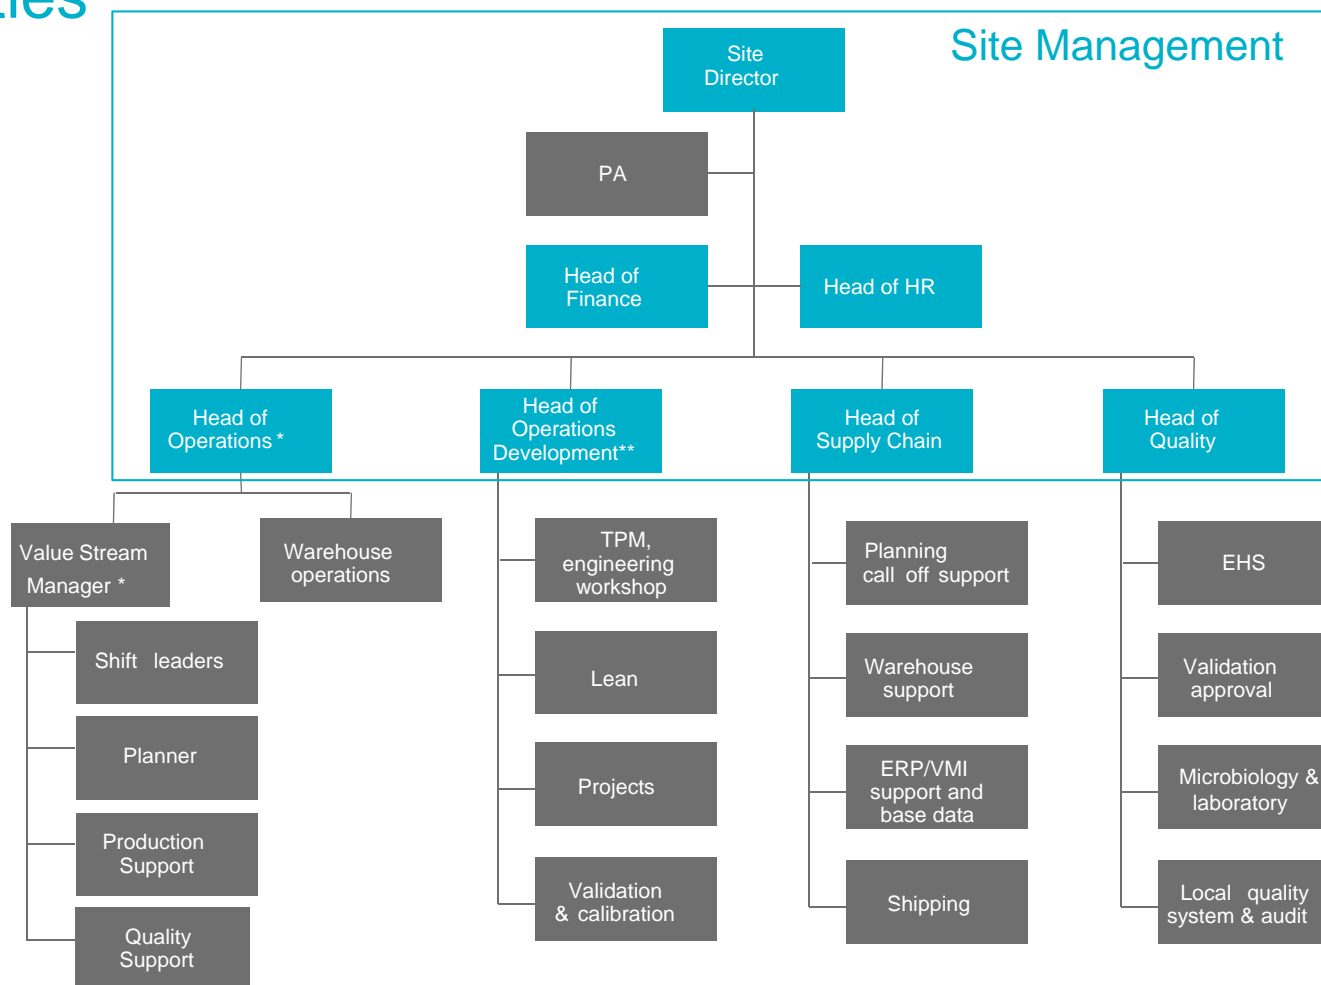 Site Management
Site
Director
PA
Head of
Finance
Head of HR
Head of
Operations *
Head of
Operations
Development**
Head of
Supply Chain
Head of
Quality
Value Stream
Manager *
Warehouse
operations
TPM,
engineering
workshop
Planning
call off support
EHS
Shift leaders
Lean
Warehouse
support
Validation
approval
Planner
Projects
ERP/VMI
support and
base data
Microbiology &
laboratory
Production
Support
Validation
& calibration
Shipping
Local quality
system & audit
Quality
Support